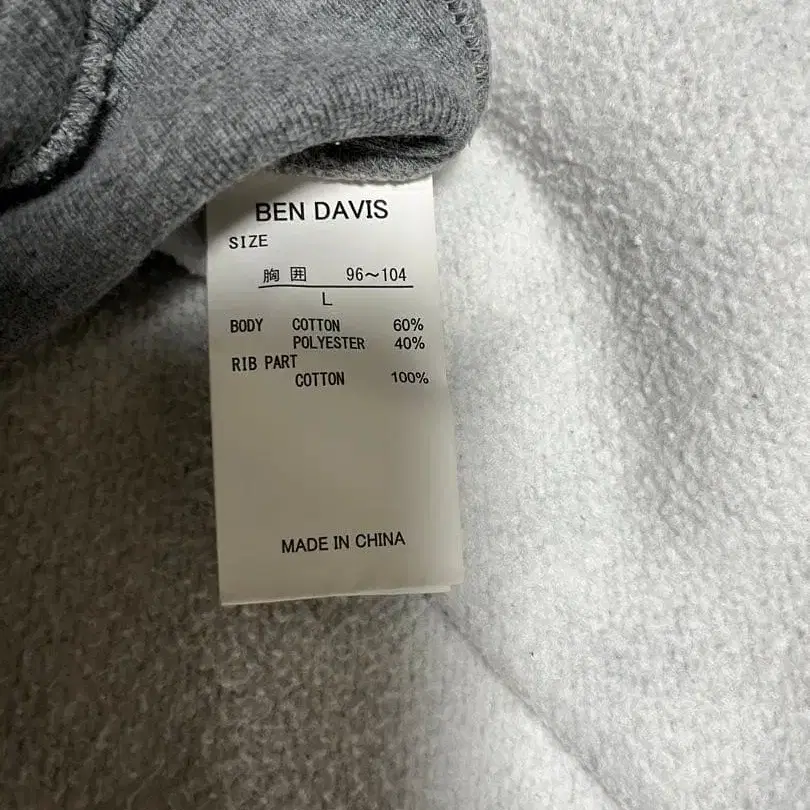 BEN DAVIS
SIZE
胸囲 96～104
L
BODY COTTON 60%
POLYESTER 40%
RIB PART
COTTON 100%
MADE IN CHINA